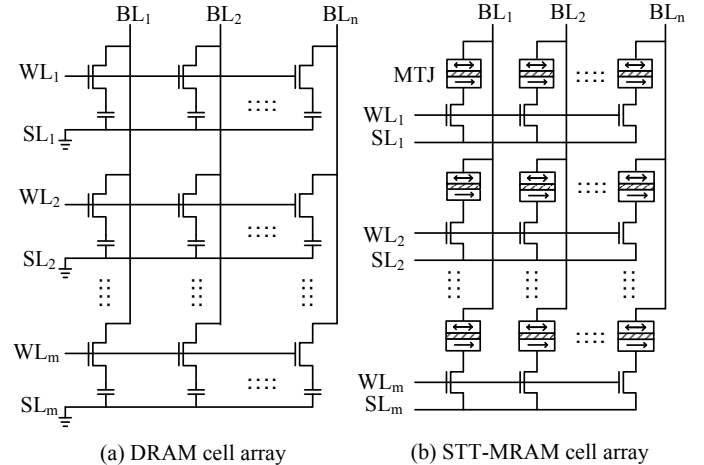 BL1 BL2 BLn
WL1
SL1
WL2
SL2
WLm
SLm
(a) DRAM cell array
BL1 BL2 BLn
MTJ
WL1
SL1
WL2
SL2
WLm
SLm
(b) STT-MRAM cell array